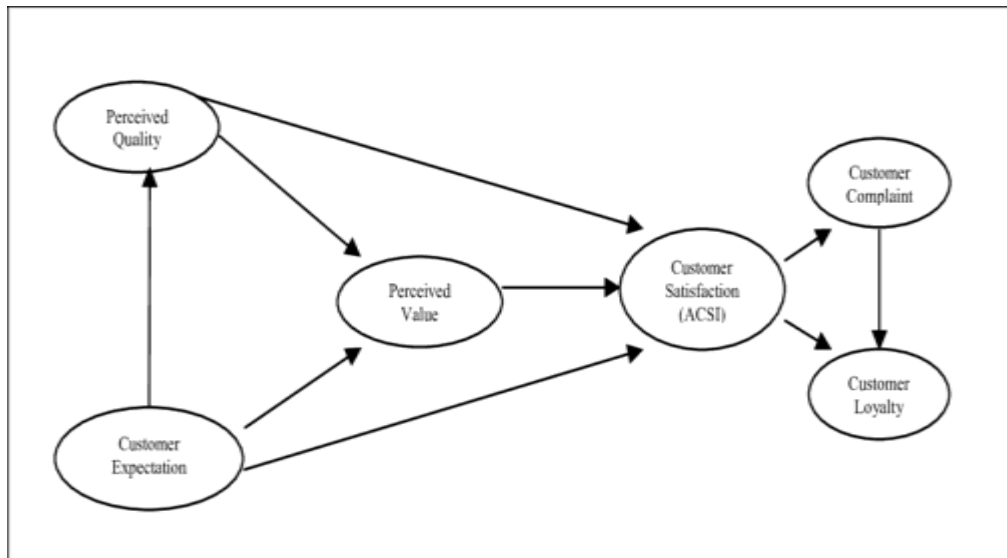 Perceived
Quality
Customer
Complaint
Perceived
Value
Customer
Satisfaction
(ACSI)
Customer
Loyalty
Customer
Expectation